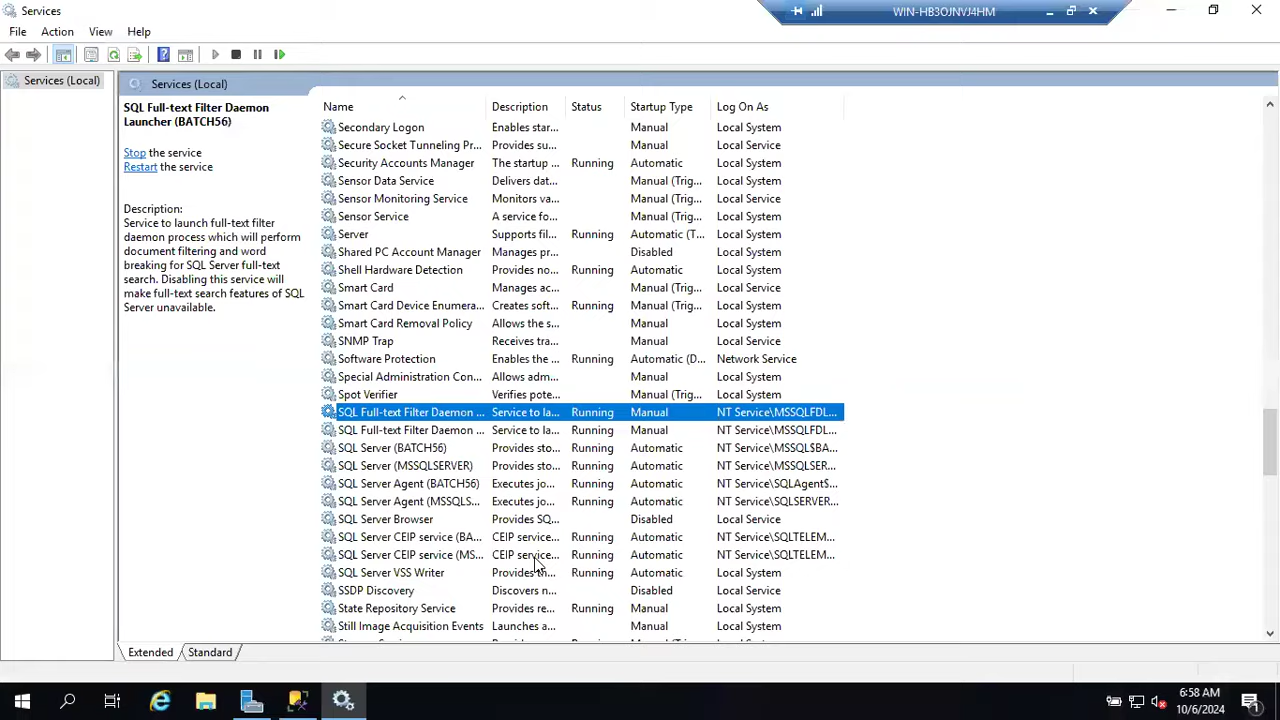 Services
WIN-HB3OJNVJ4HM
File Action View Help
Services (Local)
Services (Local)
SQL Full-text Filter Daemon
Launcher (BATCH56)
Stop the service
Restart the service
Description:
Service to launch full-text filter
daemon process which will perform
document filtering and word
breaking for SQL Server full-text
search. Disabling this service will
make full-text search features of SQL
Server unavailable.
Name Description Status Startup Type Log On As
Secondary Logon Enables star... Manual Local System
Secure Socket Tunneling Pr... Provides su... Manual Local Service
Security Accounts Manager The startup ... Running Automatic Local System
Sensor Data Service Delivers dat... Manual (Trig... Local System
Sensor Monitoring Service Monitors va... Manual (Trig... Local Service
Sensor Service A service fo... Manual (Trig... Local System
Server Supports fil... Running Automatic (T... Local System
Shared PC Account Manager Manages pr... Disabled Local System
Shell Hardware Detection Provides no... Running Automatic Local System
Smart Card Manages ac... Manual (Trig... Local Service
Smart Card Device Enumera... Creates soft... Running Manual (Trig... Local System
Smart Card Removal Policy Allows the s... Manual Local System
SNMP Trap Receives tra... Manual Local Service
Software Protection Enables the ... Running Automatic (D... Network Service
Special Administration Con... Allows adm... Manual Local System
Spot Verifier Verifies pote... Manual (Trig... Local System
SQL Full-text Filter Daemon ... Service to la... Running Manual NT Service\MSSQLFDL...
SQL Full-text Filter Daemon ... Service to la... Running Manual NT Service\MSSQLFDL...
SQL Server (BATCH56) Provides sto... Running Automatic NT Service\MSSQL$BA...
SQL Server (MSSQLSERVER) Provides sto... Running Automatic NT Service\MSSQLSER...
SQL Server Agent (BATCH56) Executes jo... Running Automatic NT Service\SQLAgent$...
SQL Server Agent (MSSQLS... Executes jo... Running Automatic NT Service\SQLSERVER...
SQL Server Browser Provides SQ... Disabled Local Service
SQL Server CEIP service (BA... CEIP service... Running Automatic NT Service\SQLTELEM...
SQL Server CEIP service (MS... CEIP service... Running Automatic NT Service\SQLTELEM...
SQL Server VSS Writer Provides th... Running Automatic Local System
SSDP Discovery Discovers n... Disabled Local Service
State Repository Service Provides re... Running Manual Local System
Still Image Acquisition Events Launches a... Manual Local System
Extended Standard
6:58 AM
10/6/2024
1